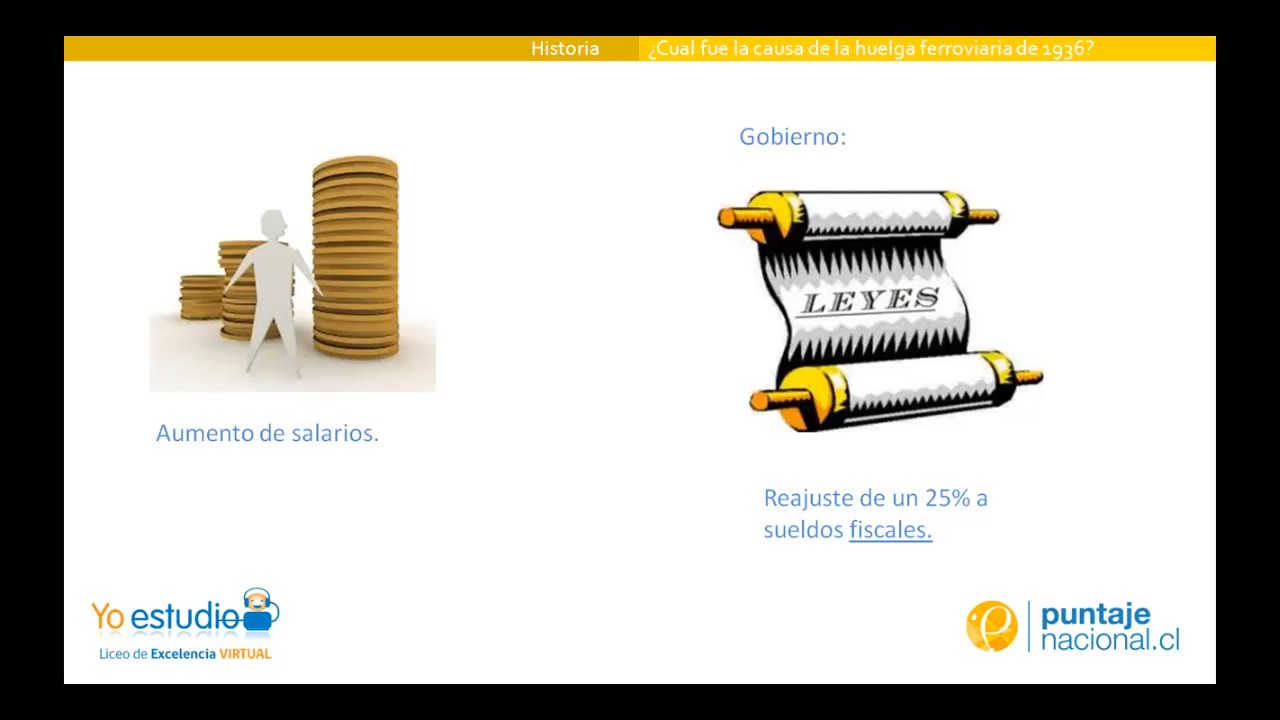 Historia
¿Cual fue la causa de la huelga ferroviaria de 1936?
Gobierno:
LEYES
Aumento de salarios.
Reajuste de un 25% a
sueldos fiscales.
Yo estudio
Liceo de Excelencia VIRTUAL
puntaje
nacional.cl